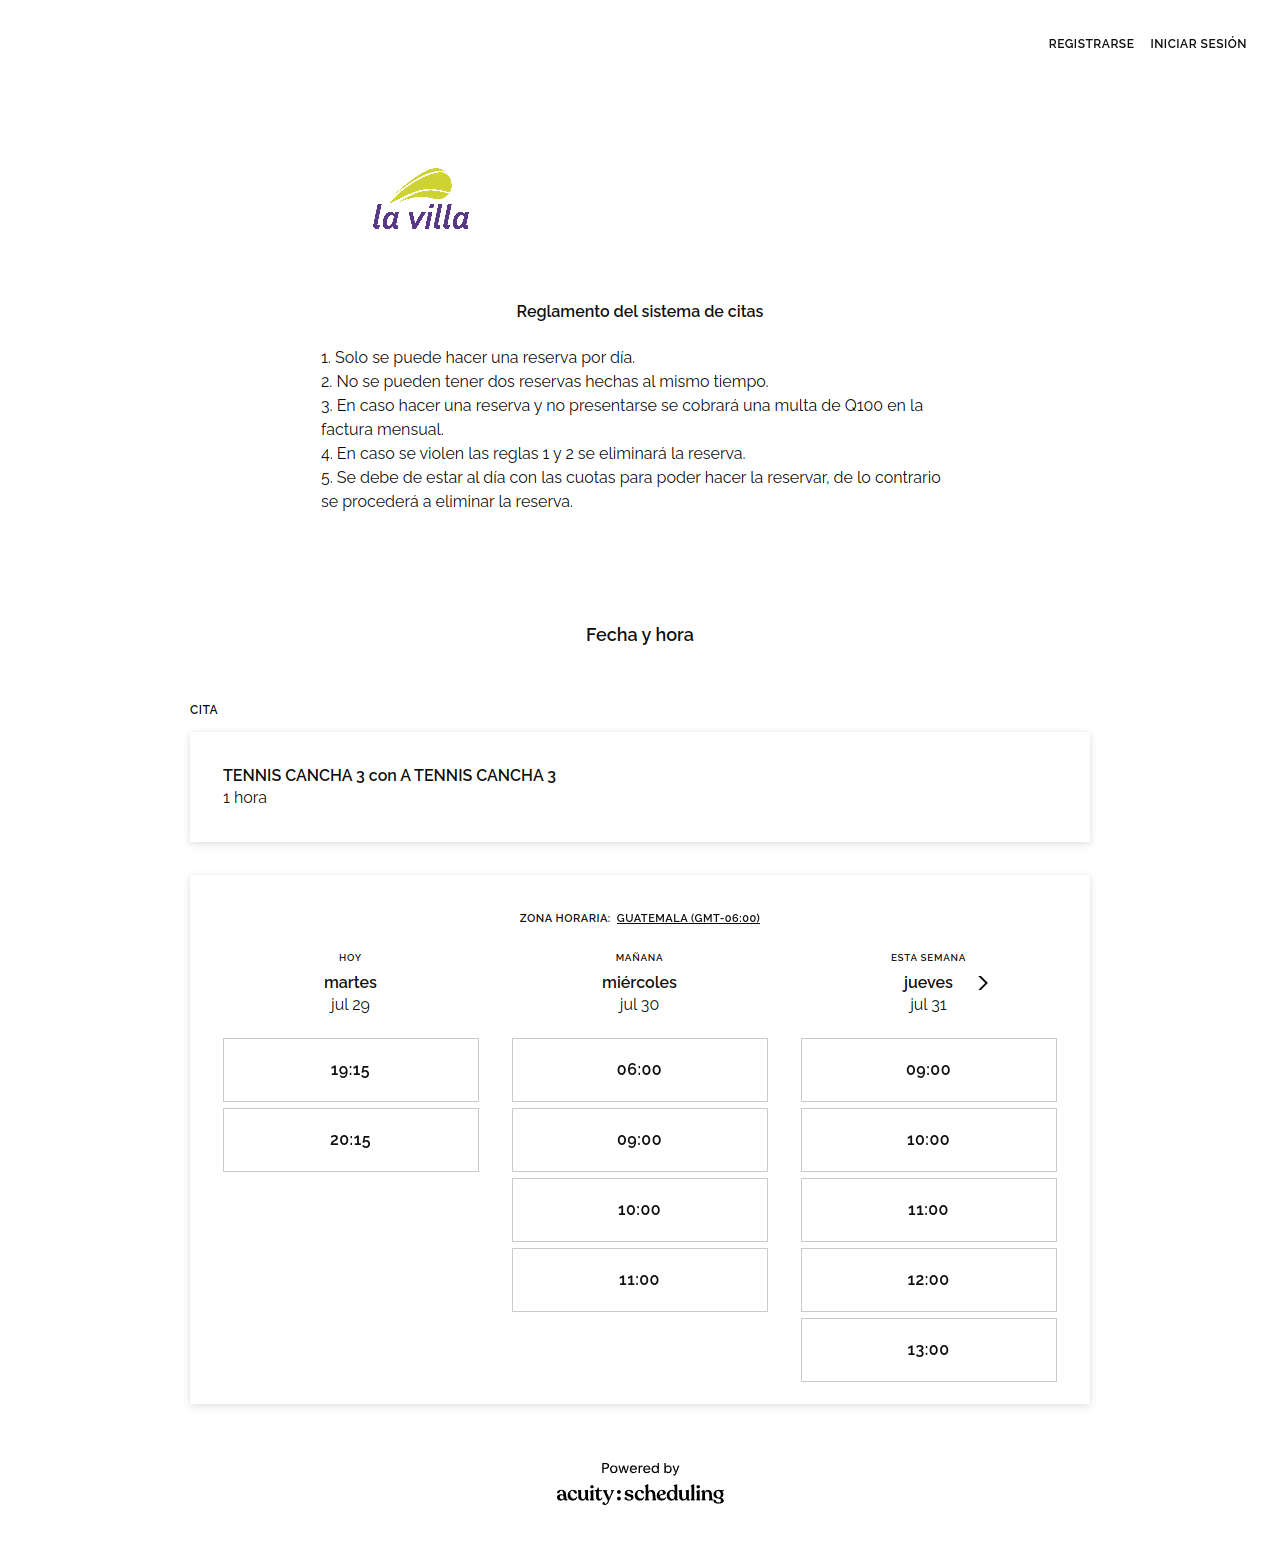 REGISTRARSE INICIAR SESIÓN
la villa
Reglamento del sistema de citas
1. Solo se puede hacer una reserva por día.
2. No se pueden tener dos reservas hechas al mismo tiempo.
3. En caso hacer una reserva y no presentarse se cobrará una multa de Q100 en la
factura mensual.
4. En caso se violen las reglas 1 y 2 se eliminará la reserva.
5. Se debe de estar al día con las cuotas para poder hacer la reservar, de lo contrario
se procederá a eliminar la reserva.
Fecha y hora
CITA
TENNIS CANCHA 3 con A TENNIS CANCHA 3
1 hora
ZONA HORARIA: GUATEMALA (GMT-06:00)
HOY
martes
jul 29
19:15
20:15
MAÑANA
miércoles
jul 30
06:00
09:00
10:00
11:00
ESTA SEMANA
jueves
jul 31
09:00
10:00
11:00
12:00
13:00
Powered by
acuity:scheduling